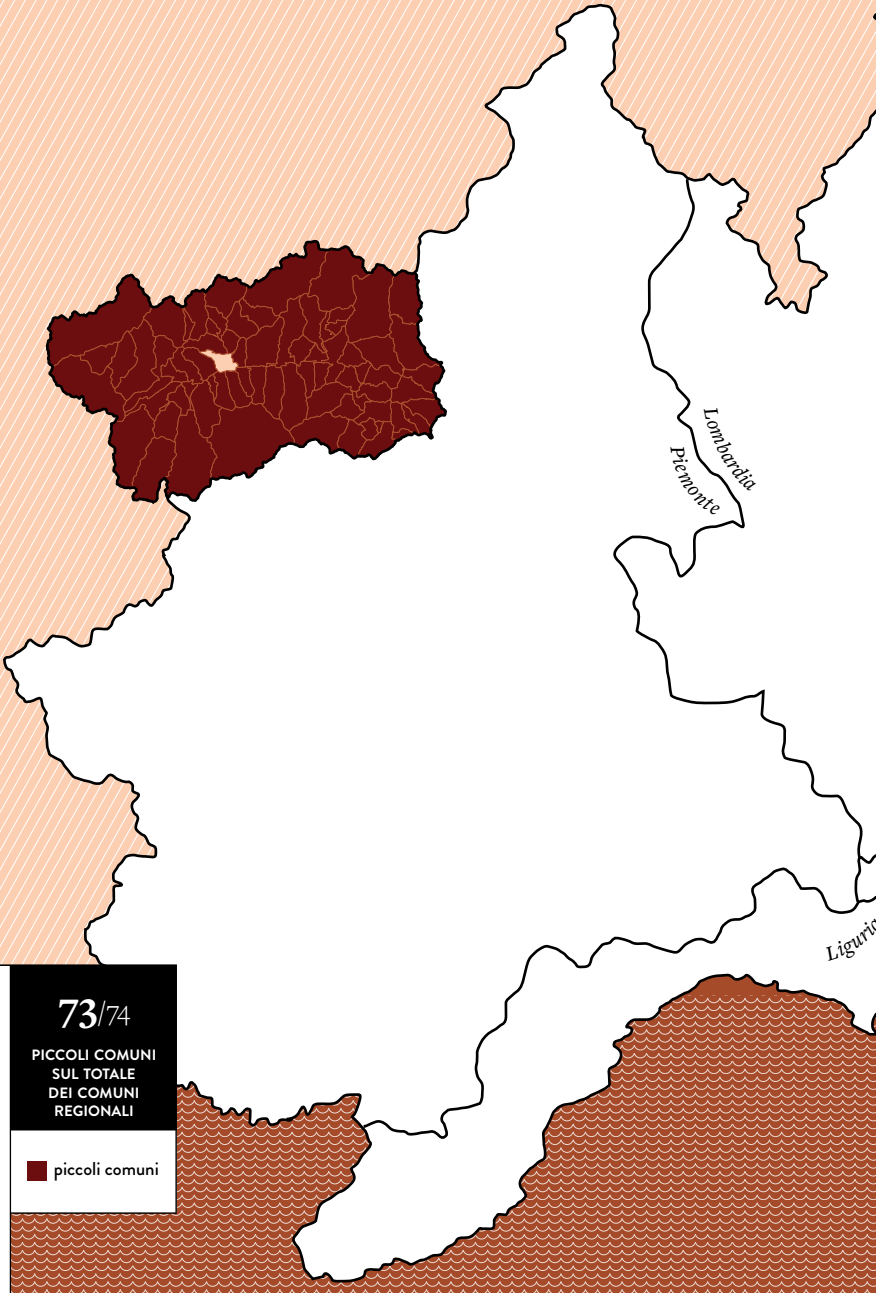 Lombardia
Piemonte
Liguria
73/74
PICCOLI COMUNI
SUL TOTALE
DEI COMUNI
REGIONALI
piccoli comuni